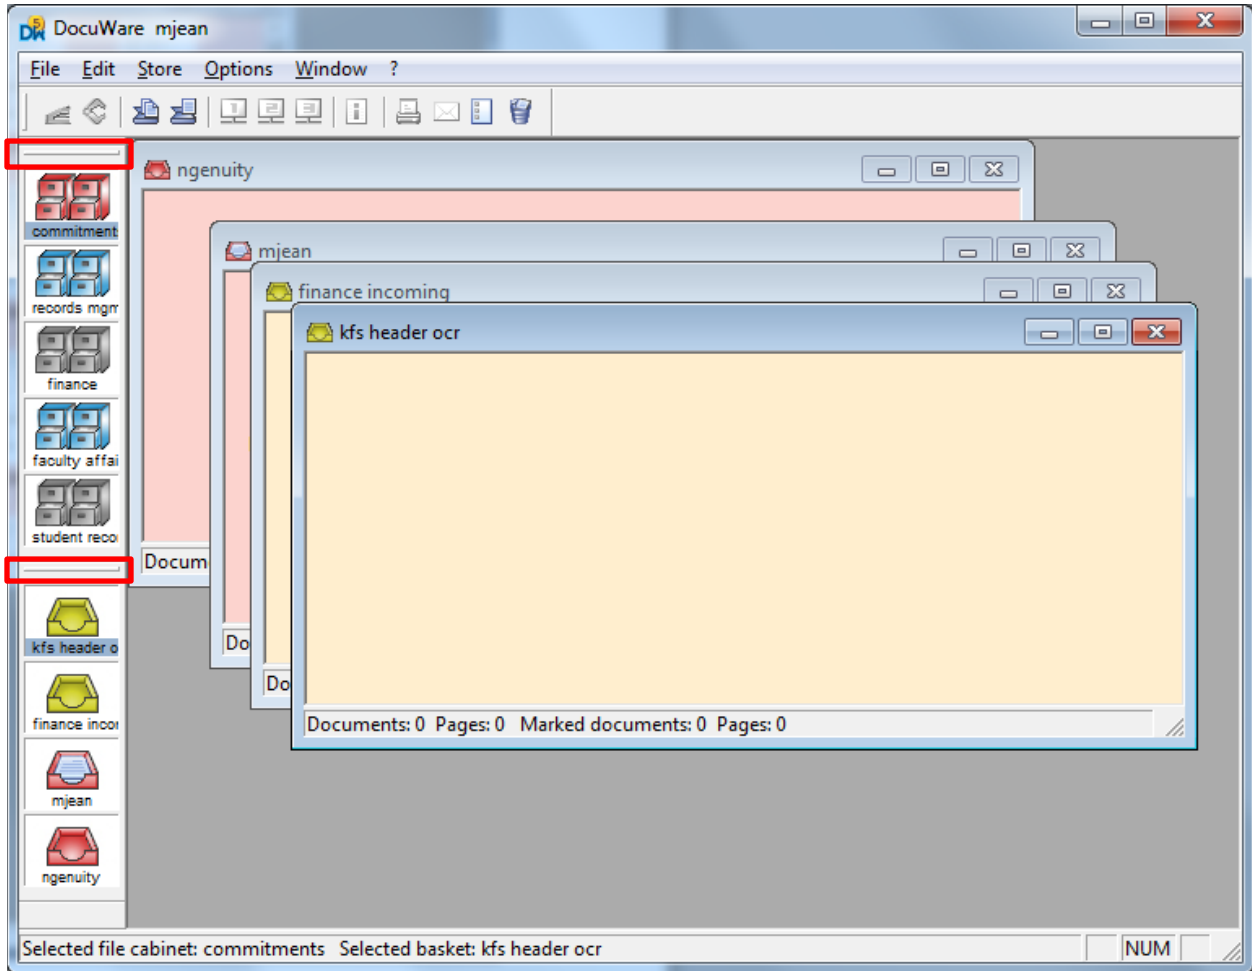 DocuWare mjean
File Edit Store Options Window ?
ngenuity
commitment
mjean
records mgm
finance incoming
kfs header ocr
finance
faculty affai
student reco
Docum
kfs header o
Do
Do
finance incor
Documents: 0 Pages: 0 Marked documents: 0 Pages: 0
mjean
ngenuity
Selected file cabinet: commitments Selected basket: kfs header ocr NUM